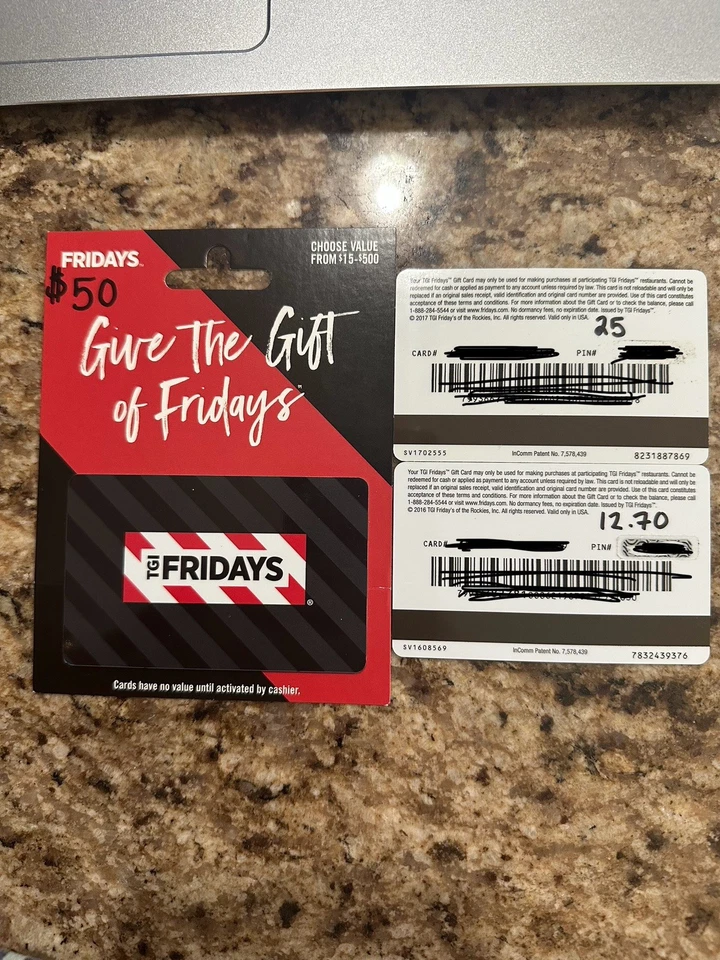 FRIDAYS™
CHOOSE VALUE
FROM $15-$500
$50
Give The Gift
of Fridays™
TGI FRIDAYS®
Cards have no value until activated by cashier.
Your TGI Fridays™ Gift Card may only be used for making purchases at participating TGI Fridays™ restaurants. Cannot be
redeemed for cash or applied as payment to any account unless required by law. This card is not reloadable and will only be
replaced if an original sales receipt, valid identification and original card number are provided. Use of this card constitutes
acceptance of these terms and conditions. For more information about the Gift Card or to check the balance, please call
1-888-284-5544 or visit www.fridays.com. No dormancy fees, no expiration date. Issued by TGI Fridays™.
© 2017 TGI Friday's of the Rockies, Inc. All rights reserved. Valid only in USA.
25
CARD# PIN#
SV1702555 InComm Patent No. 7,578,439 8231887869
Your TGI Fridays™ Gift Card may only be used for making purchases at participating TGI Fridays™ restaurants. Cannot be
redeemed for cash or applied as payment to any account unless required by law. This card is not reloadable and will only be
replaced if an original sales receipt, valid identification and original card number are provided. Use of this card constitutes
acceptance of these terms and conditions. For more information about the Gift Card or to check the balance, please call
1-888-284-5544 or visit www.fridays.com. No dormancy fees, no expiration date. Issued by TGI Fridays™.
© 2016 TGI Friday's of the Rockies, Inc. All rights reserved. Valid only in USA.
12.70
CARD# PIN#
SV1608569 InComm Patent No. 7,578,439 7832439376